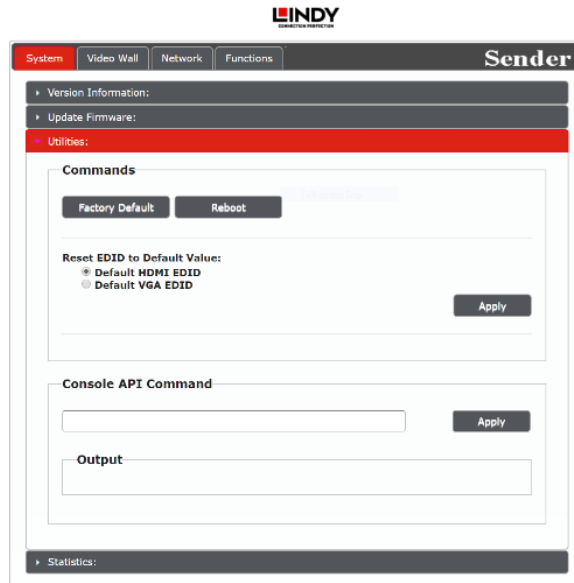 LINDY
CONNECTION PERFECTION
System Video Wall Network Functions Sender
Version Information:
Update Firmware:
Utilities:
Commands
Factory Default Reboot
Reset EDID to Default Value:
Default HDMI EDID
Default VGA EDID
Apply
Console API Command
Apply
Output
Statistics: